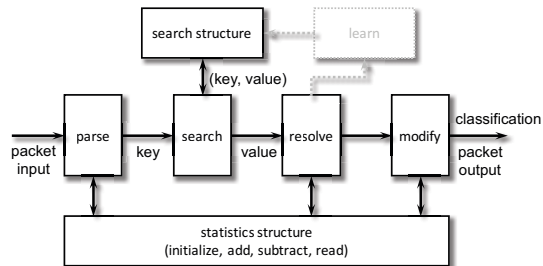 search structure
learn
(key, value)
parse
search
resolve
modify
classification
packet
input
key
value
packet
output
statistics structure
(initialize, add, subtract, read)